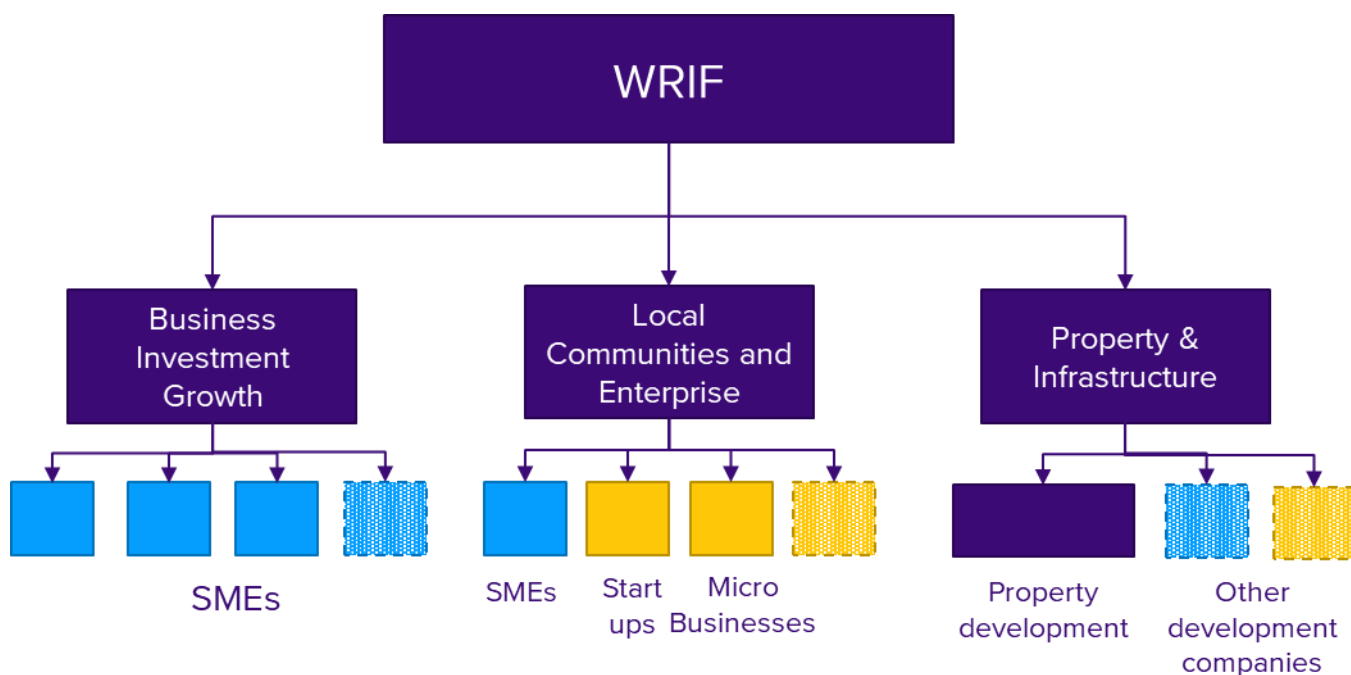 WRIF
Business
Investment
Growth
Local
Communities and
Enterprise
Property &
Infrastructure
SMEs
SMEs
Start
ups
Micro
Businesses
Property
development
Other
development
companies